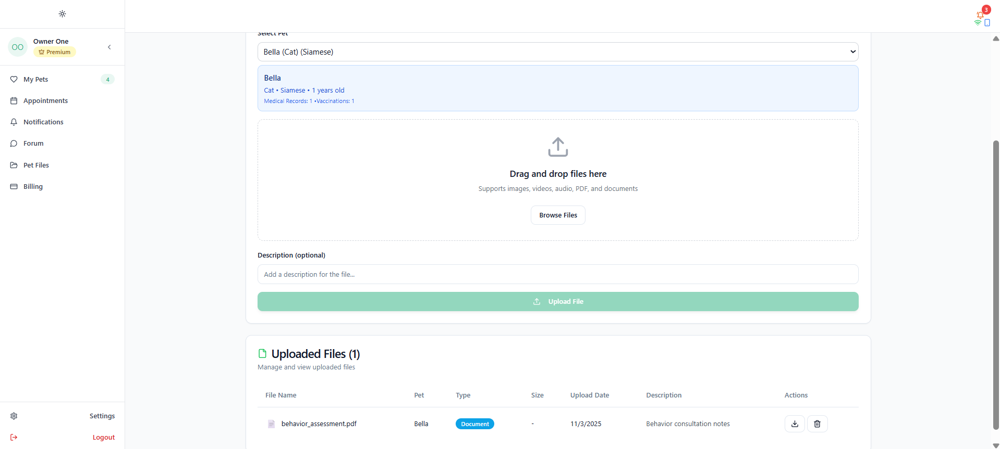 3
OO
Owner One
Premium
My Pets
4
Appointments
Notifications
Forum
Pet Files
Billing
Settings
Logout
Select Pet
Bella (Cat) (Siamese)
Bella
Cat • Siamese • 1 years old
Medical Records: 1 •Vaccinations: 1
Drag and drop files here
Supports images, videos, audio, PDF, and documents
Browse Files
Description (optional)
Add a description for the file...
Upload File
Uploaded Files (1)
Manage and view uploaded files
File Name Pet Type Size Upload Date Description Actions
behavior_assessment.pdf Bella Document - 11/3/2025 Behavior consultation notes